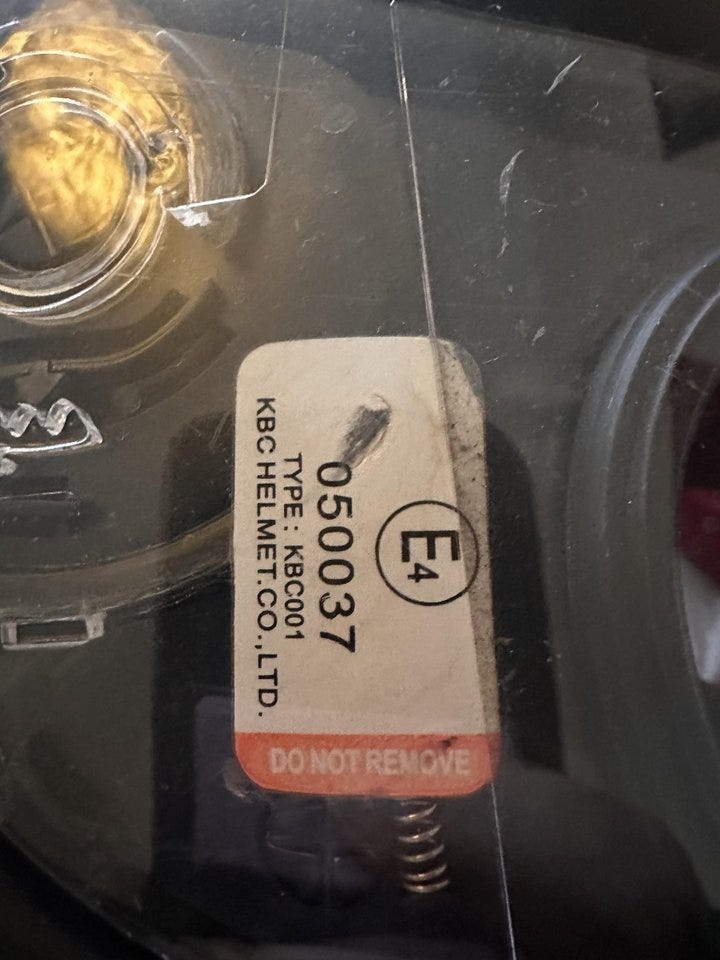 E4
050037
TYPE: KBC001
KBC HELMET.CO.,LTD.
DO NOT REMOVE